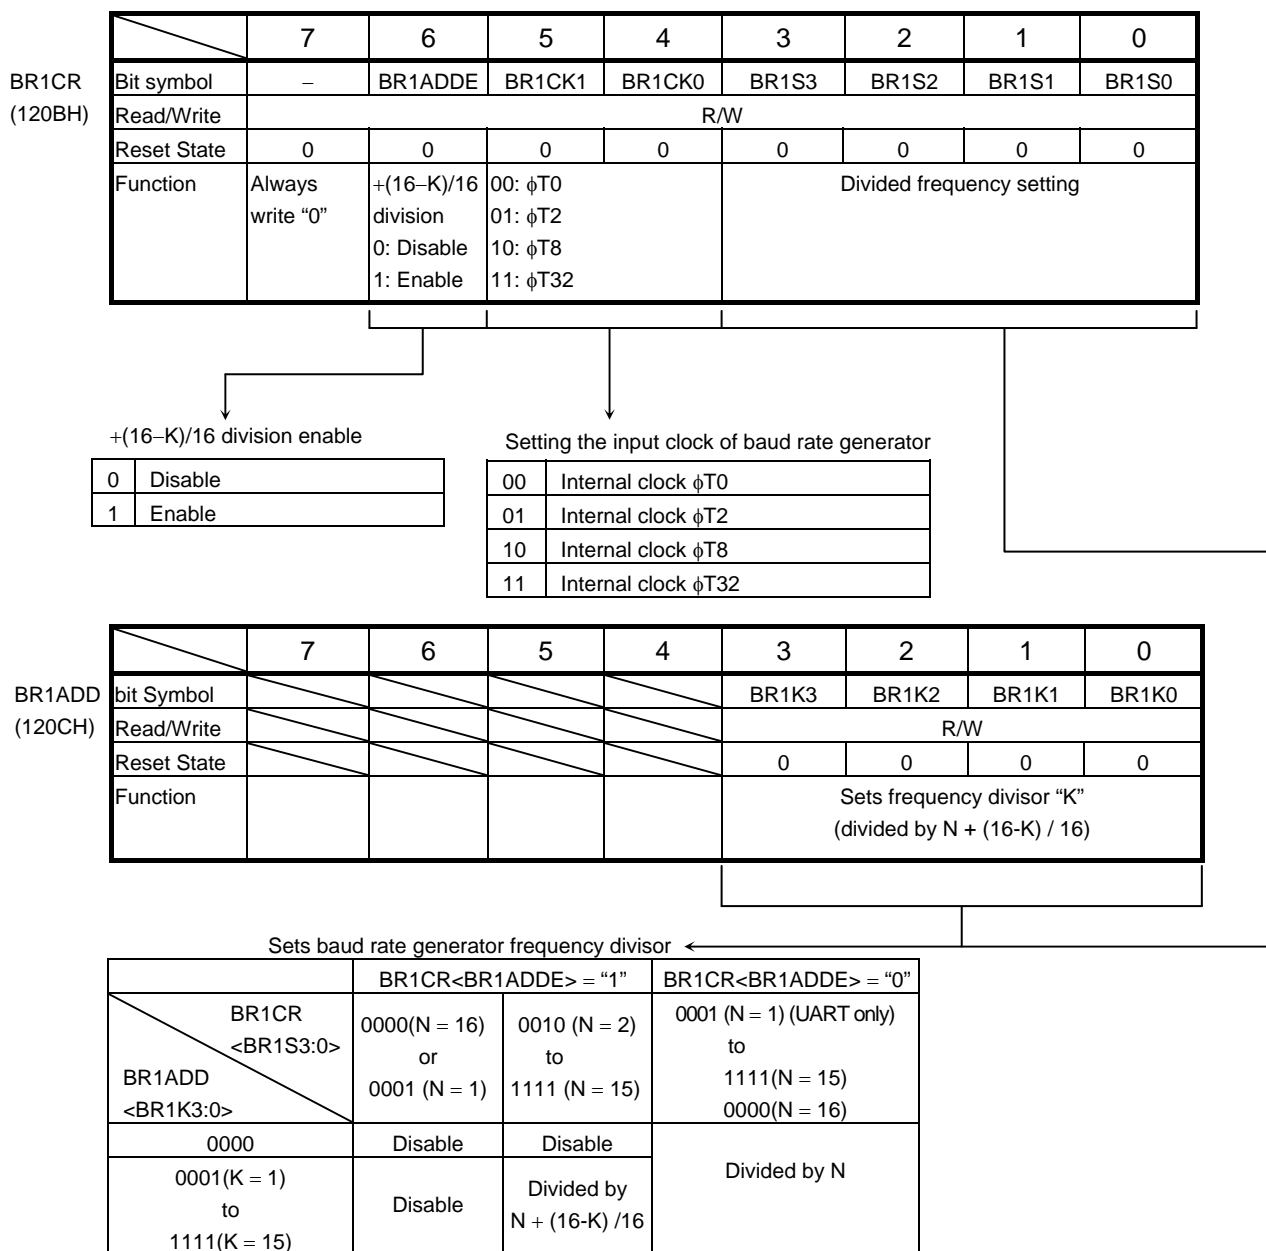 7 6 5 4 3 2 1 0
BR1CR
(120BH)
Bit symbol – BR1ADDE BR1CK1 BR1CK0 BR1S3 BR1S2 BR1S1 BR1S0
Read/Write R/W
Reset State 0 0 0 0 0 0 0 0
Function Always +(16−K)/16 00: ϕT0 Divided frequency setting
write “0” division 01: ϕT2
0: Disable 10: ϕT8
1: Enable 11: ϕT32
+(16−K)/16 division enable
0 Disable
1 Enable
Setting the input clock of baud rate generator
00 Internal clock ϕT0
01 Internal clock ϕT2
10 Internal clock ϕT8
11 Internal clock ϕT32
7 6 5 4 3 2 1 0
BR1ADD
(120CH)
bit Symbol BR1K3 BR1K2 BR1K1 BR1K0
Read/Write R/W
Reset State 0 0 0 0
Function Sets frequency divisor “K”
(divided by N + (16-K) / 16)
Sets baud rate generator frequency divisor
BR1CR<BR1ADDE> = “1” BR1CR<BR1ADDE> = “0”
BR1CR
<BR1S3:0>
BR1ADD
<BR1K3:0>
0000(N = 16)
or
0001 (N = 1)
0010 (N = 2)
to
1111 (N = 15)
0001 (N = 1) (UART only)
to
1111(N = 15)
0000(N = 16)
0000 Disable Disable
Divided by N
0001(K = 1)
to
1111(K = 15)
Disable
Divided by
N + (16-K) /16